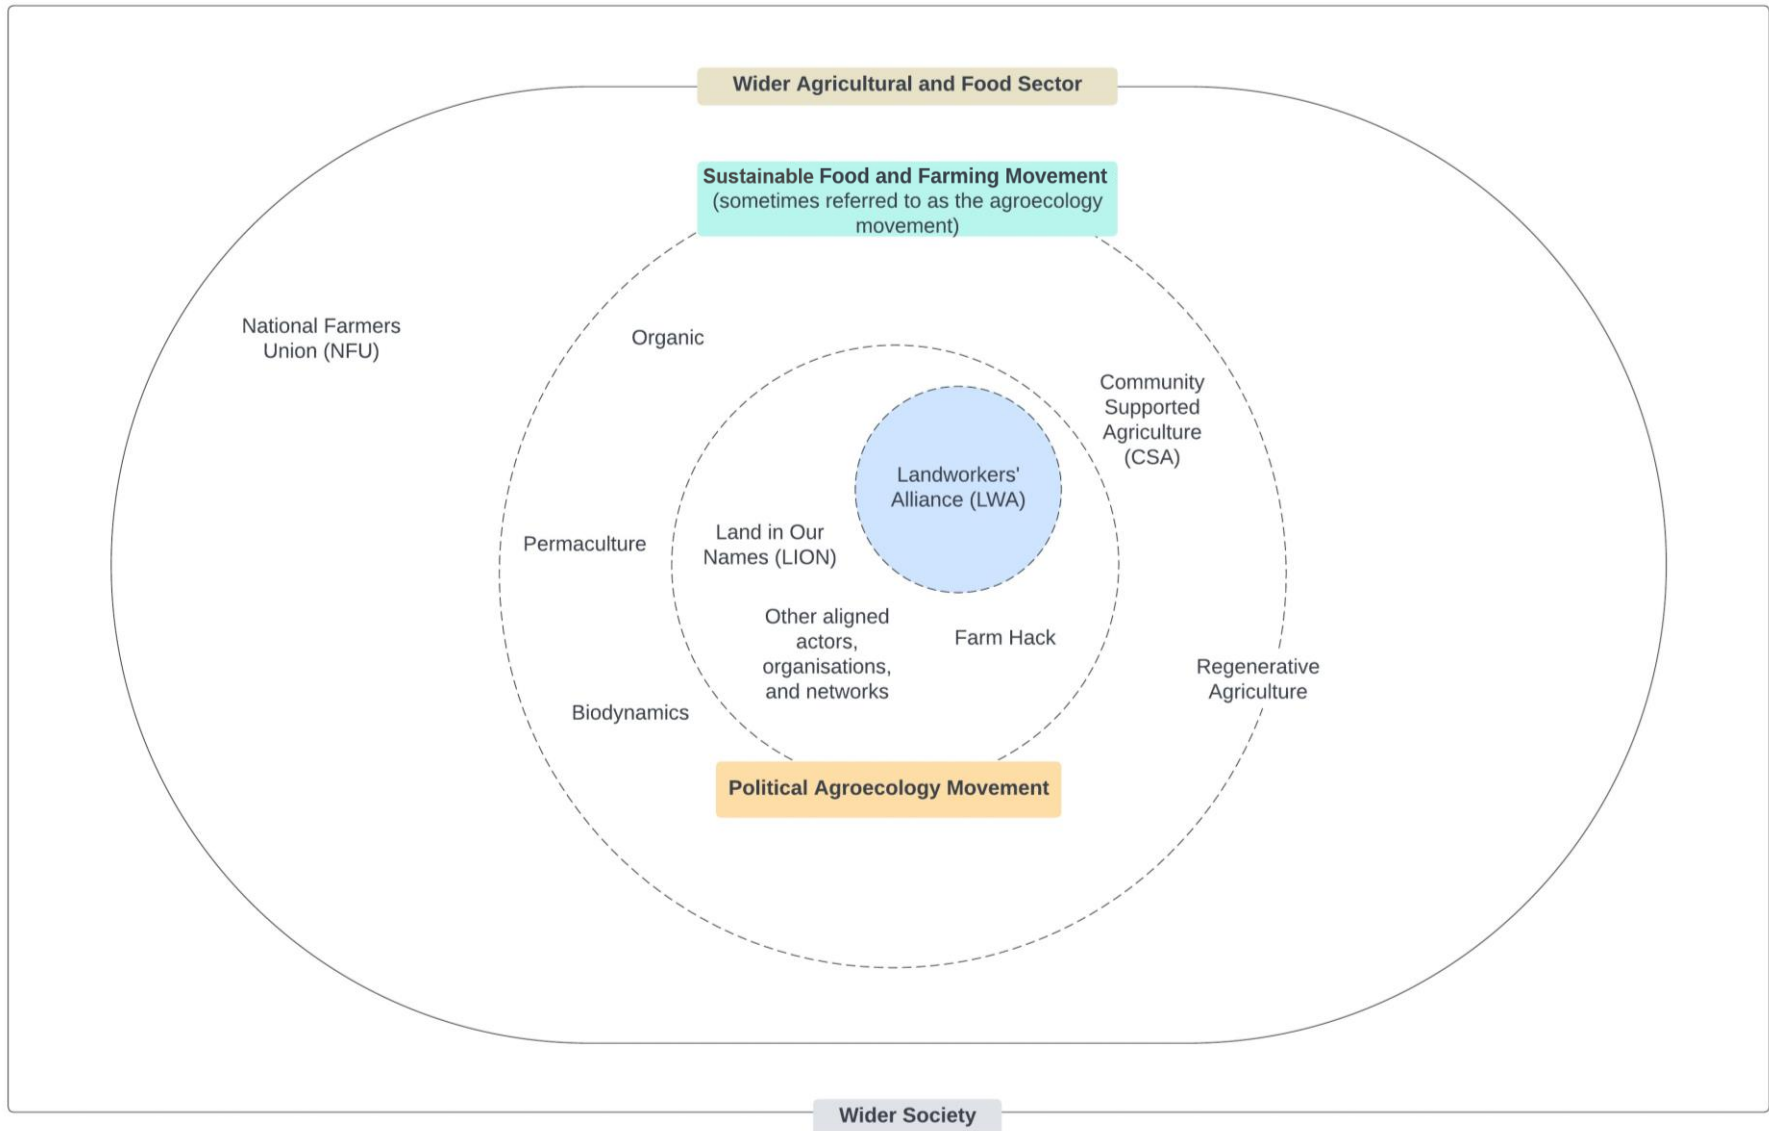 Wider Agricultural and Food Sector
Sustainable Food and Farming Movement
(sometimes referred to as the agroecology
movement)
National Farmers
Union (NFU)
Organic
Community
Supported
Agriculture
(CSA)
Landworkers'
Alliance (LWA)
Permaculture
Land in Our
Names (LION)
Other aligned
actors,
organisations,
and networks
Farm Hack
Regenerative
Agriculture
Biodynamics
Political Agroecology Movement
Wider Society